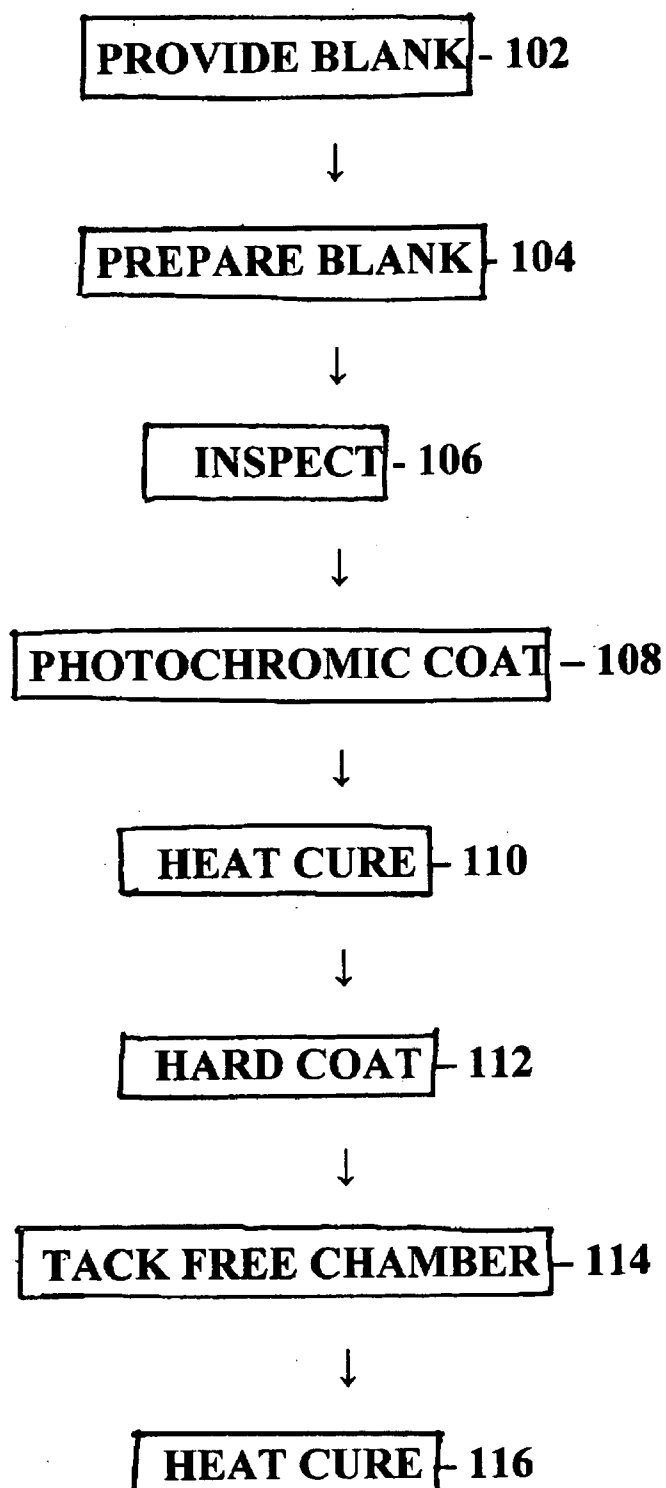 PROVIDE BLANK - 102
↓
PREPARE BLANK - 104
↓
INSPECT - 106
↓
PHOTOCHROMIC COAT - 108
↓
HEAT CURE - 110
↓
HARD COAT - 112
↓
TACK FREE CHAMBER - 114
↓
HEAT CURE - 116